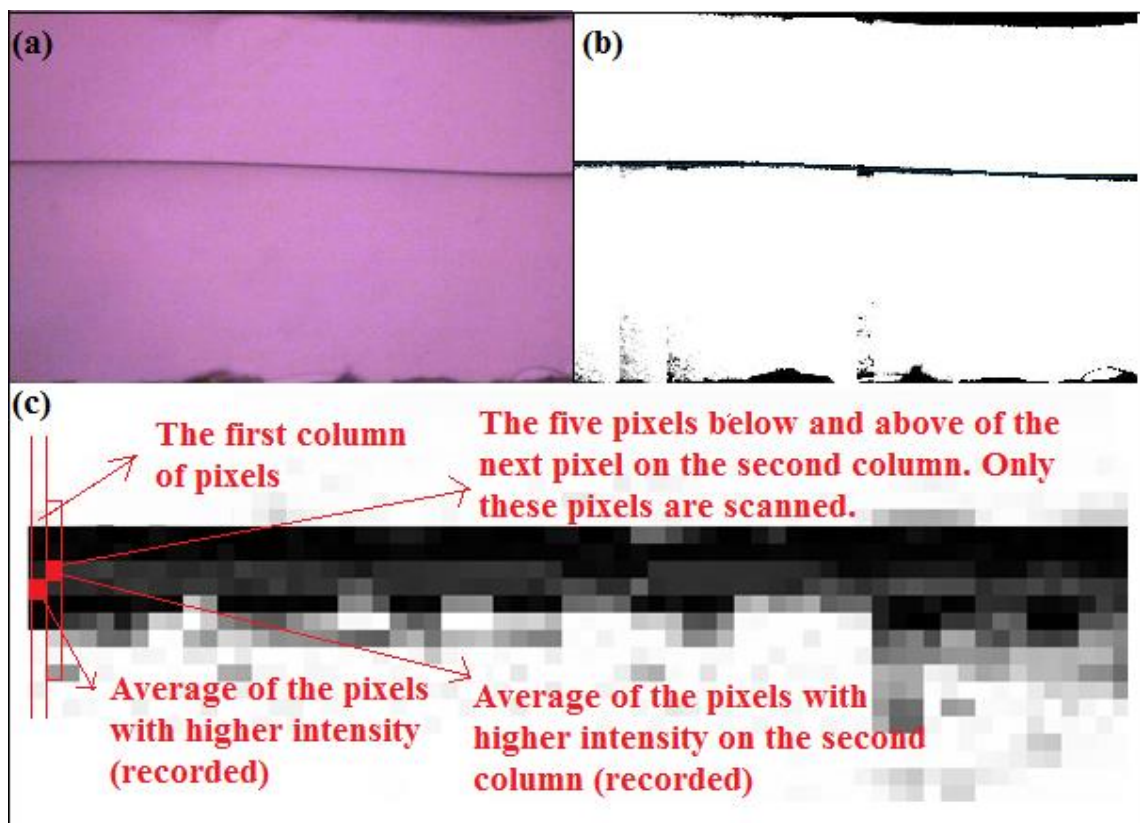 (a)
(b)
(c)
The first column
of pixels
The five pixels below and above of the
next pixel on the second column. Only
these pixels are scanned.
Average of the pixels
with higher intensity
(recorded)
Average of the pixels with
higher intensity on the second
column (recorded)